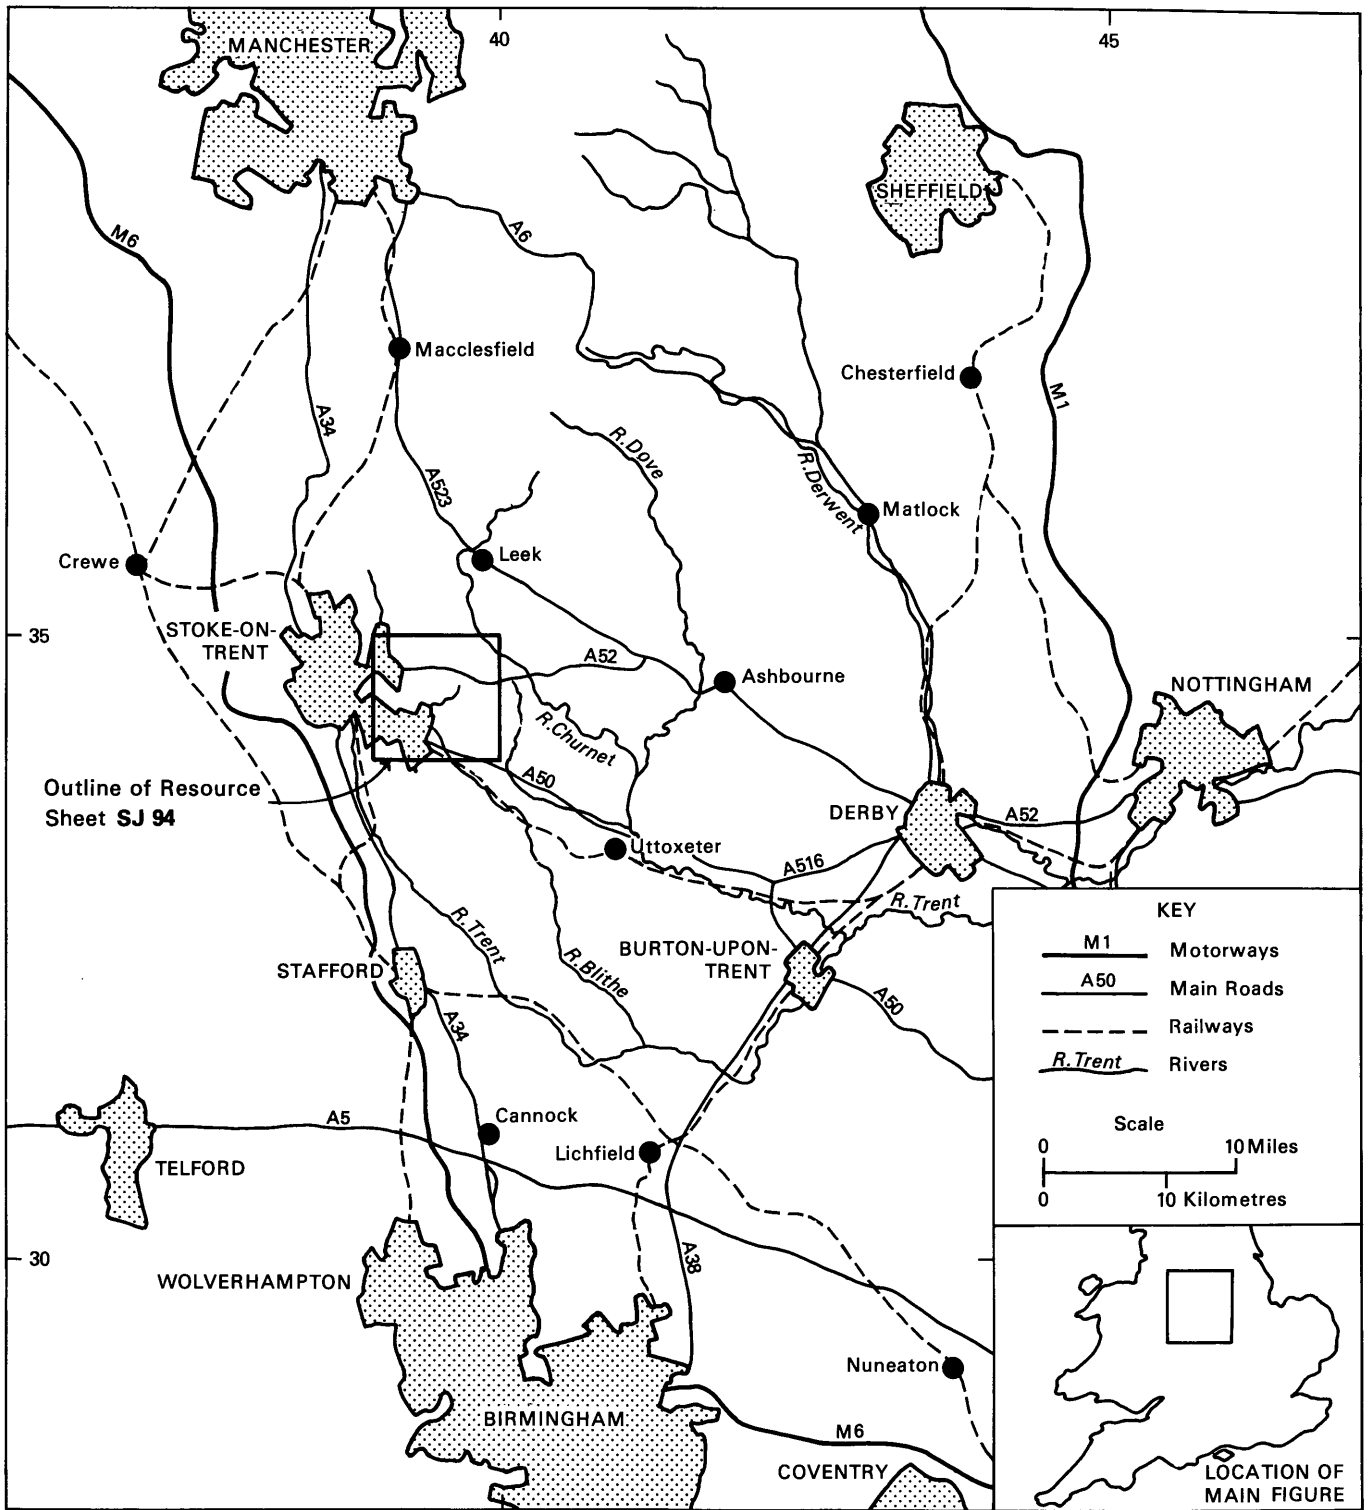 40
45
MANCHESTER
SHEFFIELD
M6
A6
Macclesfield
Chesterfield
M1
A34
R.Dove
A523
R.Derwent
Matlock
Leek
Crewe
35
STOKE-ON-
TRENT
A52
Ashbourne
NOTTINGHAM
R.Churnet
A50
Outline of Resource
Sheet SJ 94
DERBY
A52
Uttoxeter
A516
R.Trent
R.Trent
BURTON-UPON-
TRENT
STAFFORD
R.Blithe
A50
A34
Cannock
A5
Lichfield
TELFORD
30
WOLVERHAMPTON
A38
Nuneaton
BIRMINGHAM
M6
COVENTRY
KEY
M1 Motorways
A50 Main Roads
Railways
R.Trent Rivers
Scale
0 10 Miles
0 10 Kilometres
LOCATION OF
MAIN FIGURE